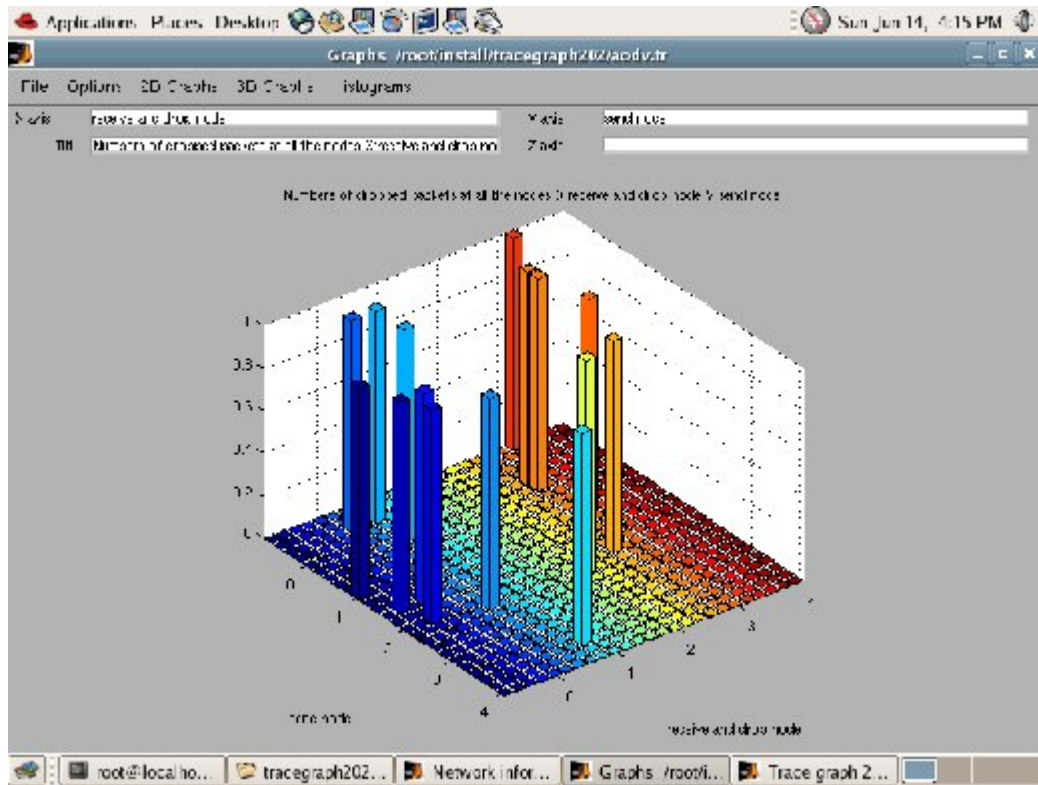 Applications Places Desktop Sun Jun 14, 4:15 PM
Graphs: /root/install/tracegraph202/aodv.tr
File Options 2D Graphs 3D Graphs Histograms
X axis receive and drop node Y axis send node
Title Z axis
Numbers of dropped packets at all the nodes X receive and drop node Y send node
1
0.8
0.6
0.4
0.2
0
0
1
2
3
4
0
1
2
3
send node
receive and drop node
root@localho... tracegraph202... Network infor... Graphs: /root/i... Trace graph 2...